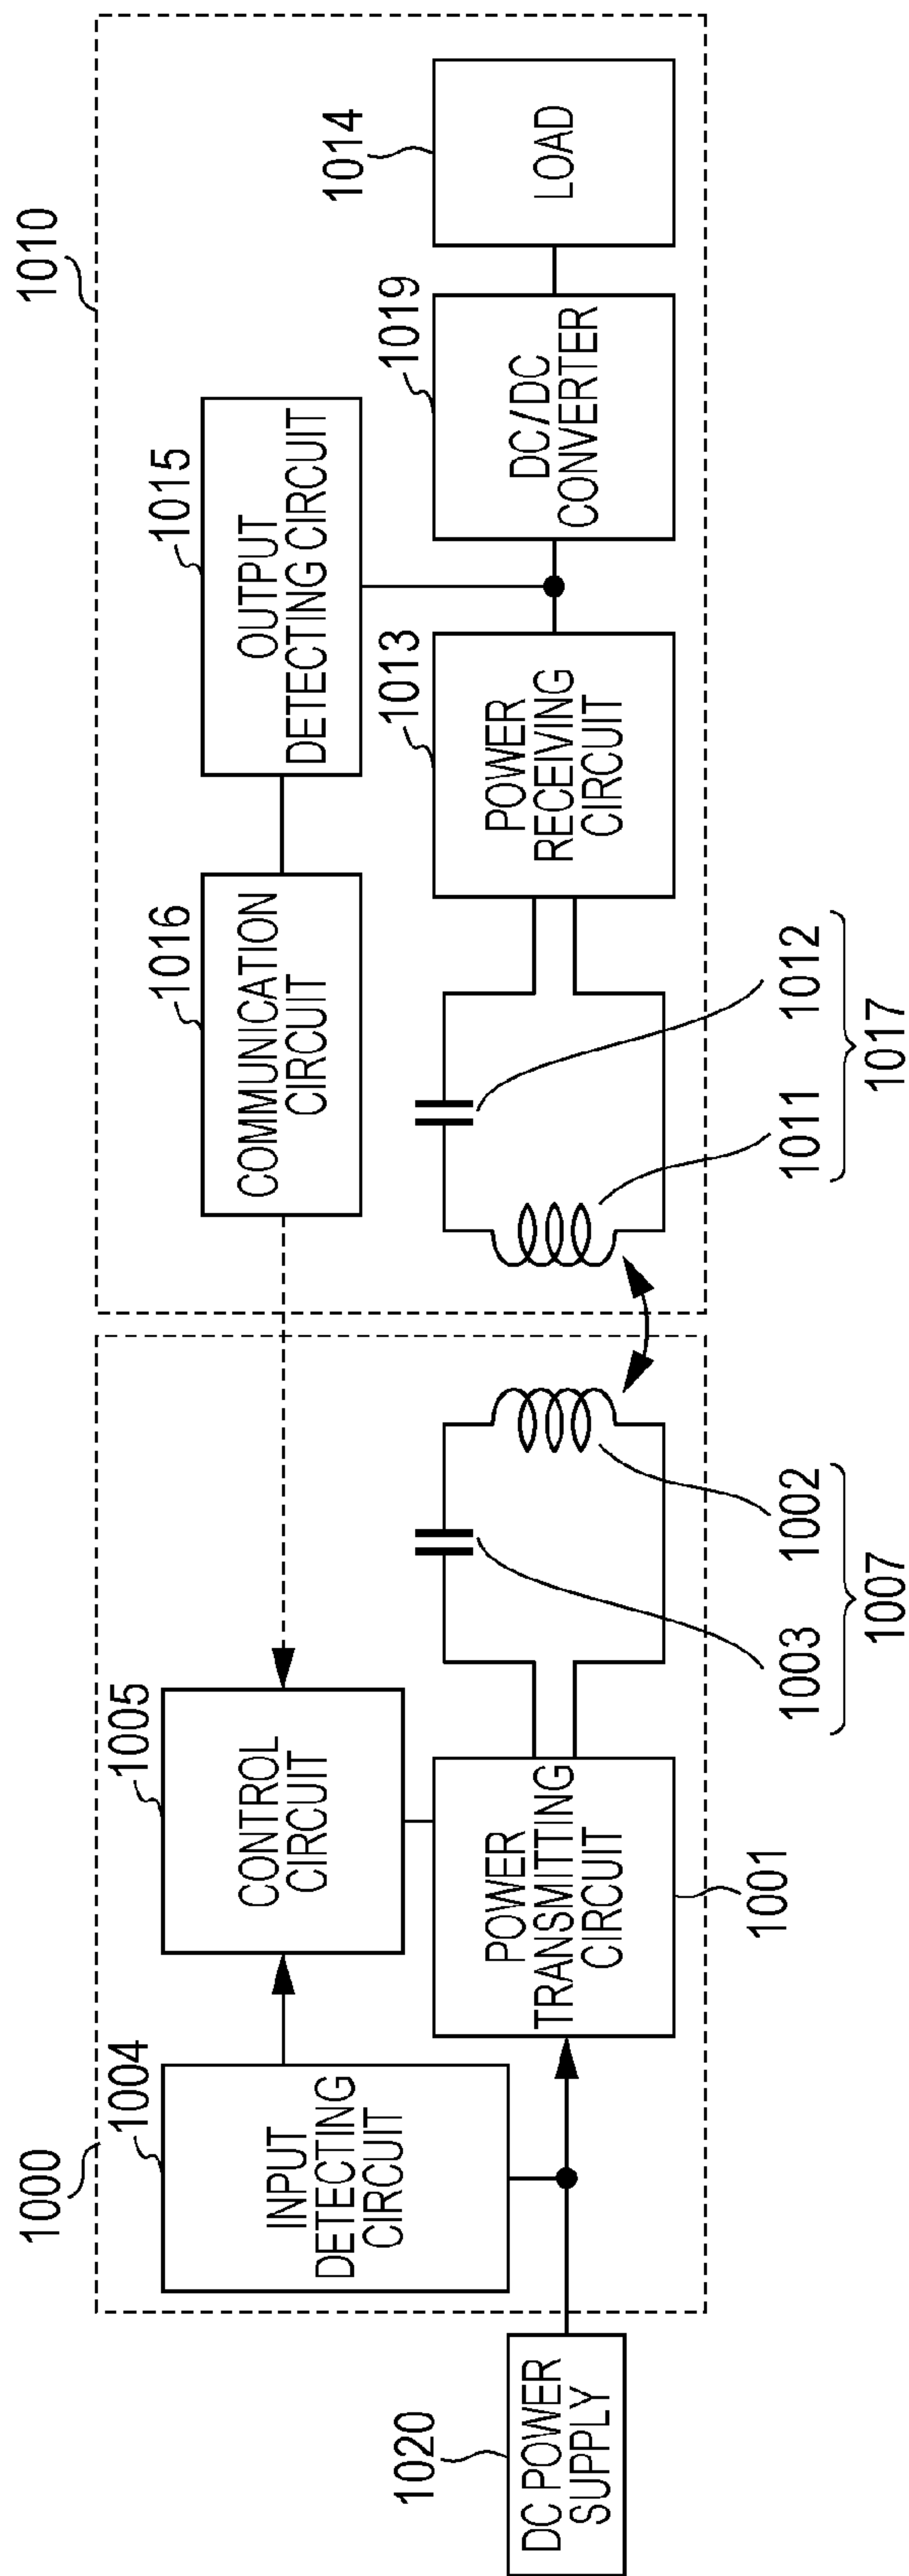 1000
1010
1004
INPUT
DETECTING
CIRCUIT
1005
CONTROL
CIRCUIT
1016
COMMUNICATION
CIRCUIT
1015
OUTPUT
DETECTING CIRCUIT
1020
DC POWER
SUPPLY
POWER
TRANSMITTING
CIRCUIT
1001
1013
POWER
RECEIVING
CIRCUIT
1019
DC/DC
CONVERTER
1014
LOAD
1003 1002
1007
1011 1012
1017